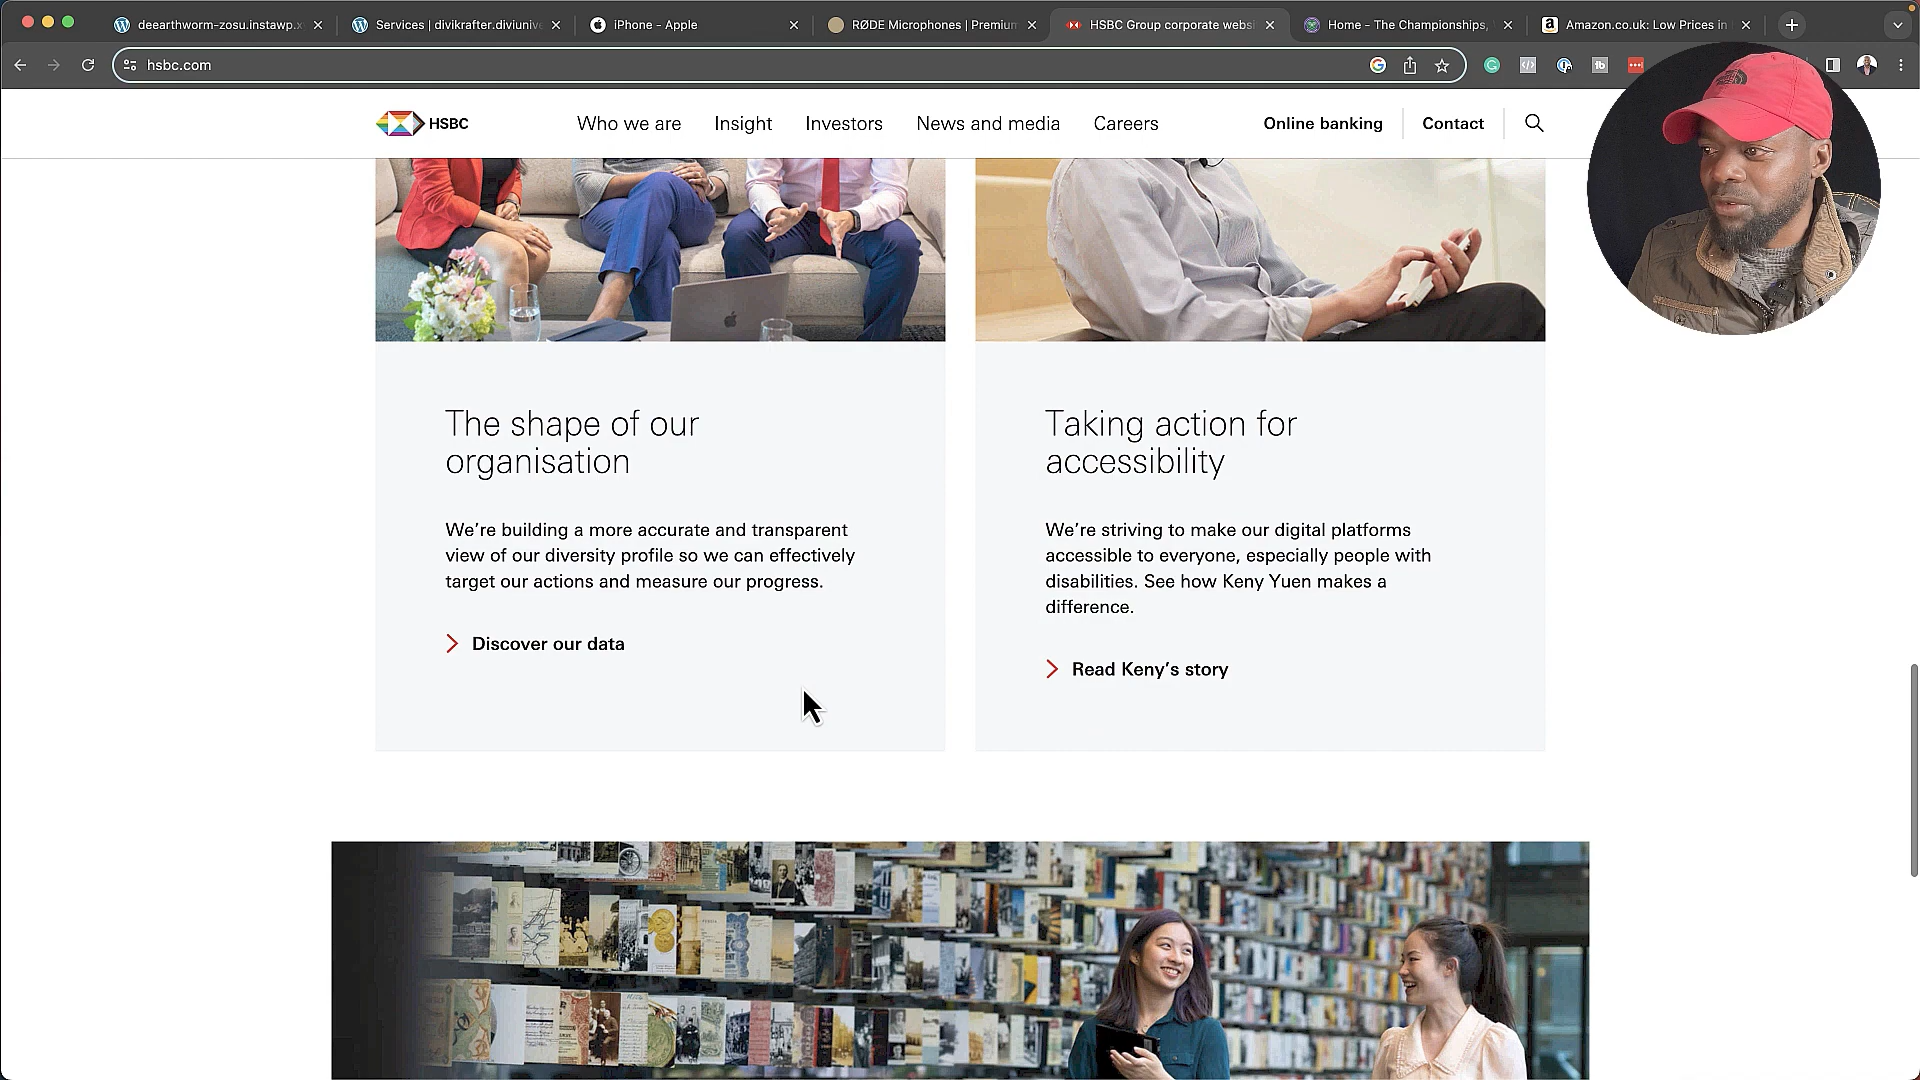 deearthworm-zosu.instawp.x
Services | divikrafter.diviunive
iPhone - Apple
RØDE Microphones | Premium
HSBC Group corporate websi
Home - The Championships,
Amazon.co.uk: Low Prices in
hsbc.com
HSBC
Who we are
Insight
Investors
News and media
Careers
Online banking
Contact
The shape of our
organisation
We're building a more accurate and transparent
view of our diversity profile so we can effectively
target our actions and measure our progress.
Discover our data
Taking action for
accessibility
We're striving to make our digital platforms
accessible to everyone, especially people with
disabilities. See how Keny Yuen makes a
difference.
Read Keny's story